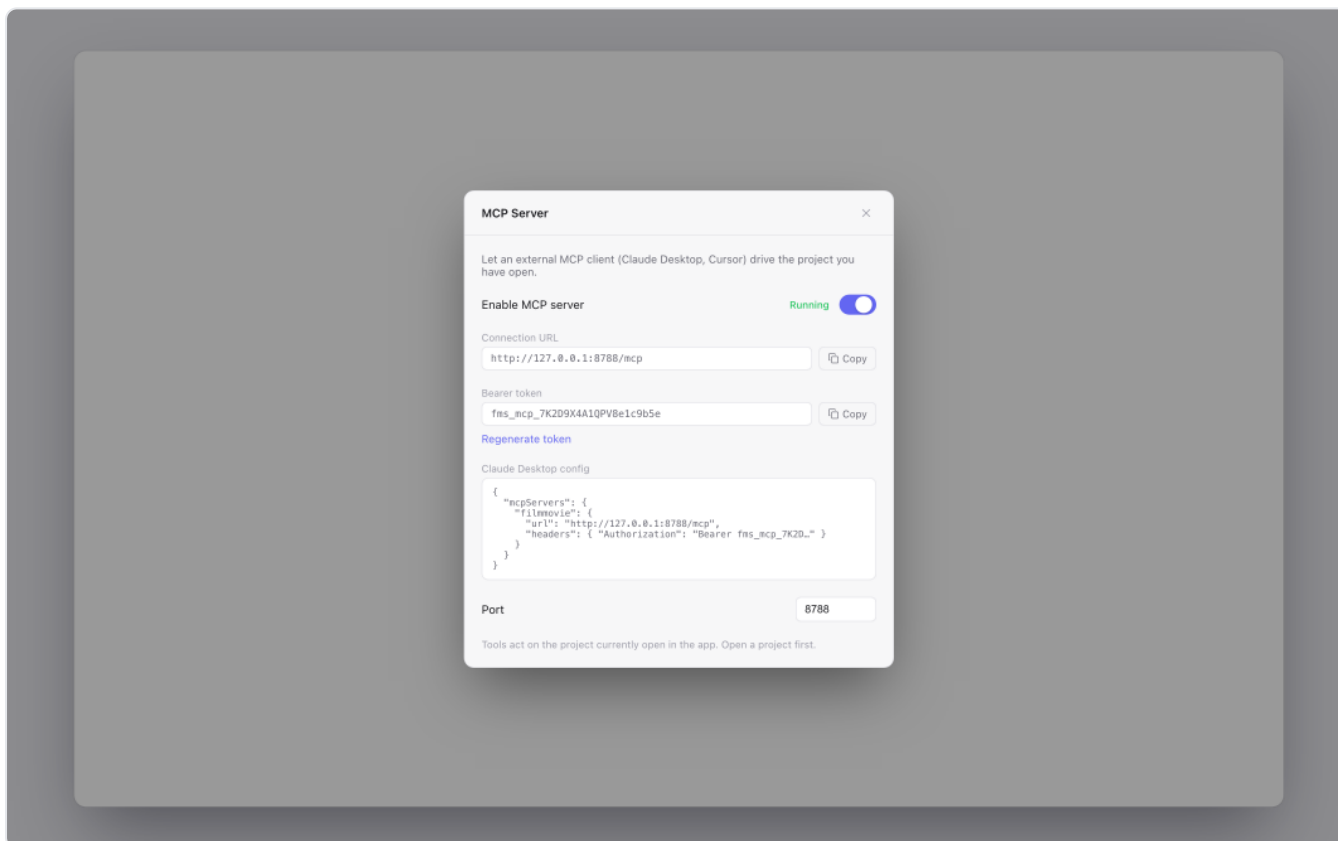 MCP Server
Let an external MCP client (Claude Desktop, Cursor) drive the project you
have open.
Enable MCP server
Running
Connection URL
http://127.0.0.1:8788/mcp
Copy
Bearer token
fms_mcp_7K2D9X4A1QPV8e1c9b5e
Copy
Regenerate token
Claude Desktop config
{
  "mcpServers": {
    "filmmovie": {
      "url": "http://127.0.0.1:8788/mcp",
      "headers": { "Authorization": "Bearer fms_mcp_7K2D…" }
    }
  }
}
Port
8788
Tools act on the project currently open in the app. Open a project first.